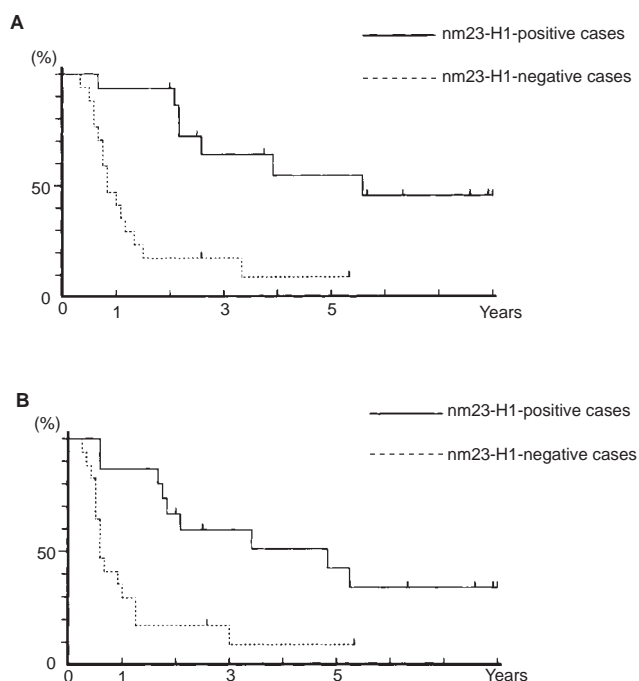 A
nm23-H1-positive cases
(%)
nm23-H1-negative cases
50
0
0 1 3 5 Years
B
nm23-H1-positive cases
(%)
nm23-H1-negative cases
50
0
0 1 3 5 Years